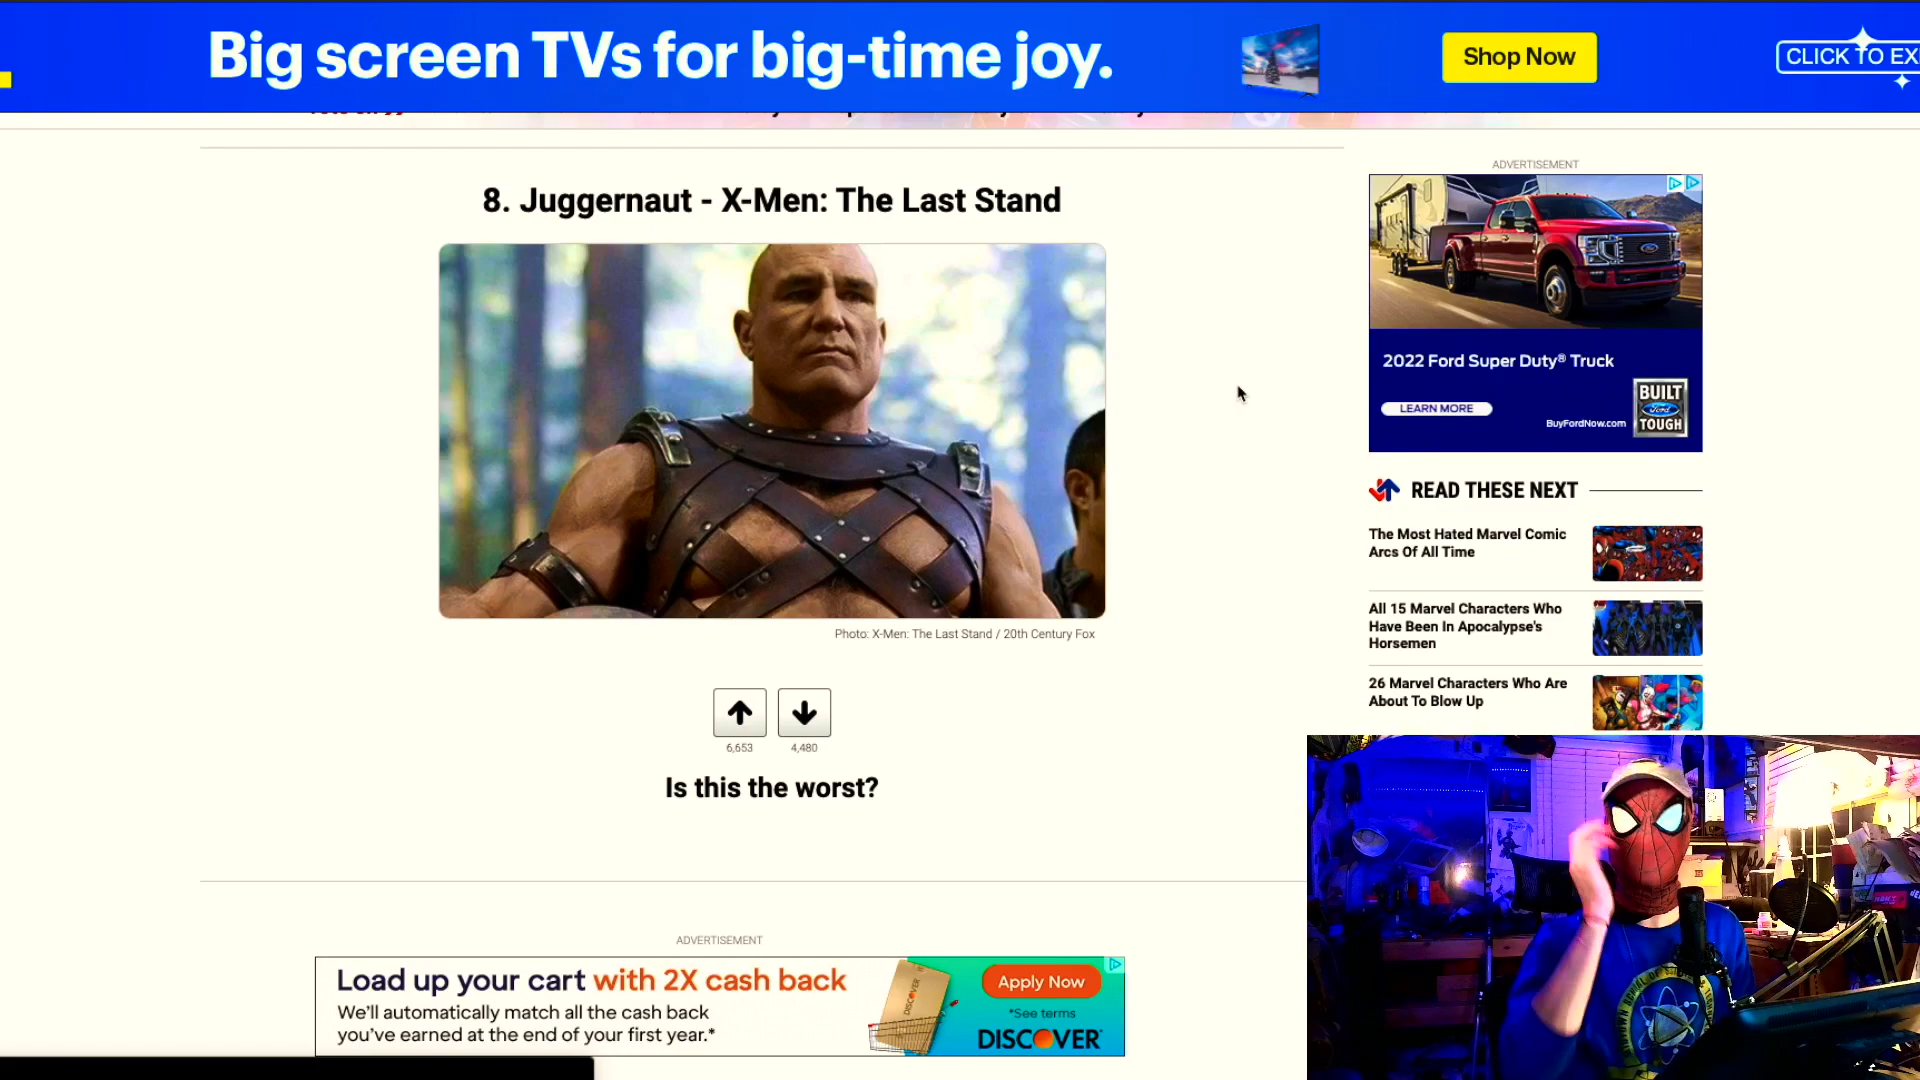 Big screen TVs for big-time joy.
Shop Now
CLICK TO EX
8. Juggernaut - X-Men: The Last Stand
Photo: X-Men: The Last Stand / 20th Century Fox
6,653
4,480
Is this the worst?
ADVERTISEMENT
Load up your cart with 2X cash back
We'll automatically match all the cash back
you've earned at the end of your first year.*
DISCOVER
Apply Now
*See terms
DISCOVER
ADVERTISEMENT
2022 Ford Super Duty® Truck
LEARN MORE
BuyFordNow.com
BUILT
Ford
TOUGH
READ THESE NEXT
The Most Hated Marvel Comic
Arcs Of All Time
All 15 Marvel Characters Who
Have Been In Apocalypse's
Horsemen
26 Marvel Characters Who Are
About To Blow Up